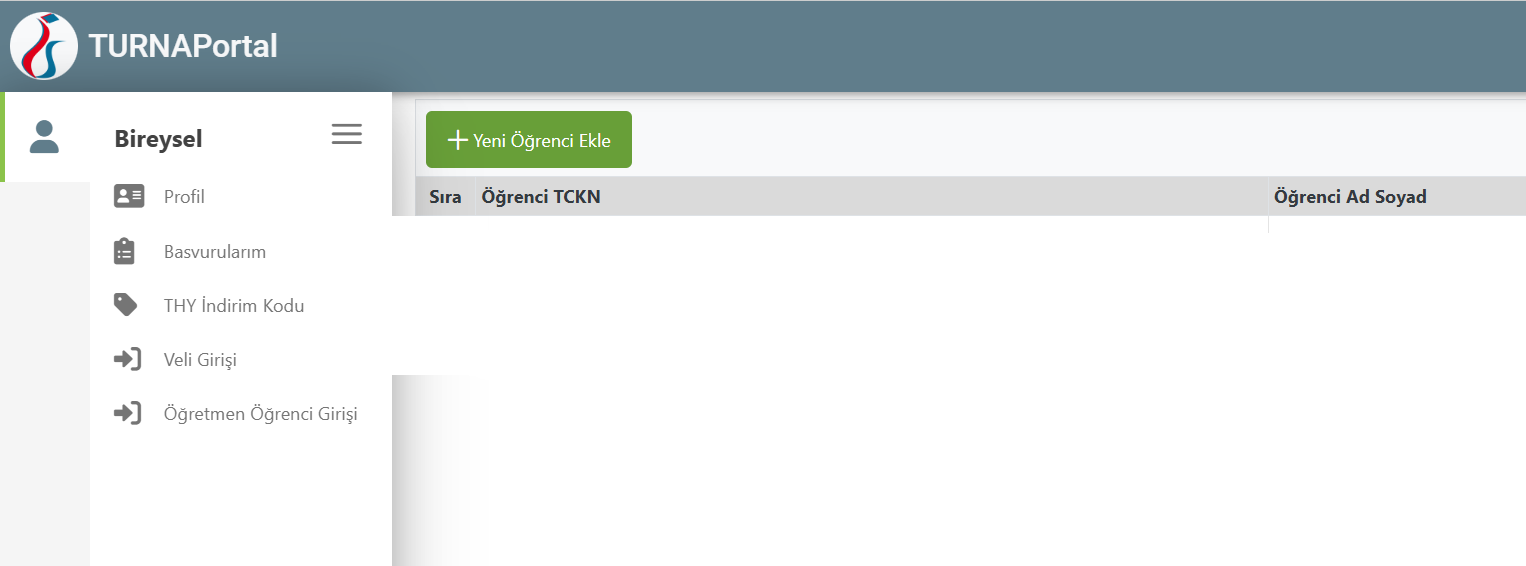 TURNAPortal
Bireysel
Profil
Basvurularım
THY İndirim Kodu
Veli Girişi
Öğretmen Öğrenci Girişi
Yeni Öğrenci Ekle
Sıra Öğrenci TCKN Öğrenci Ad Soyad